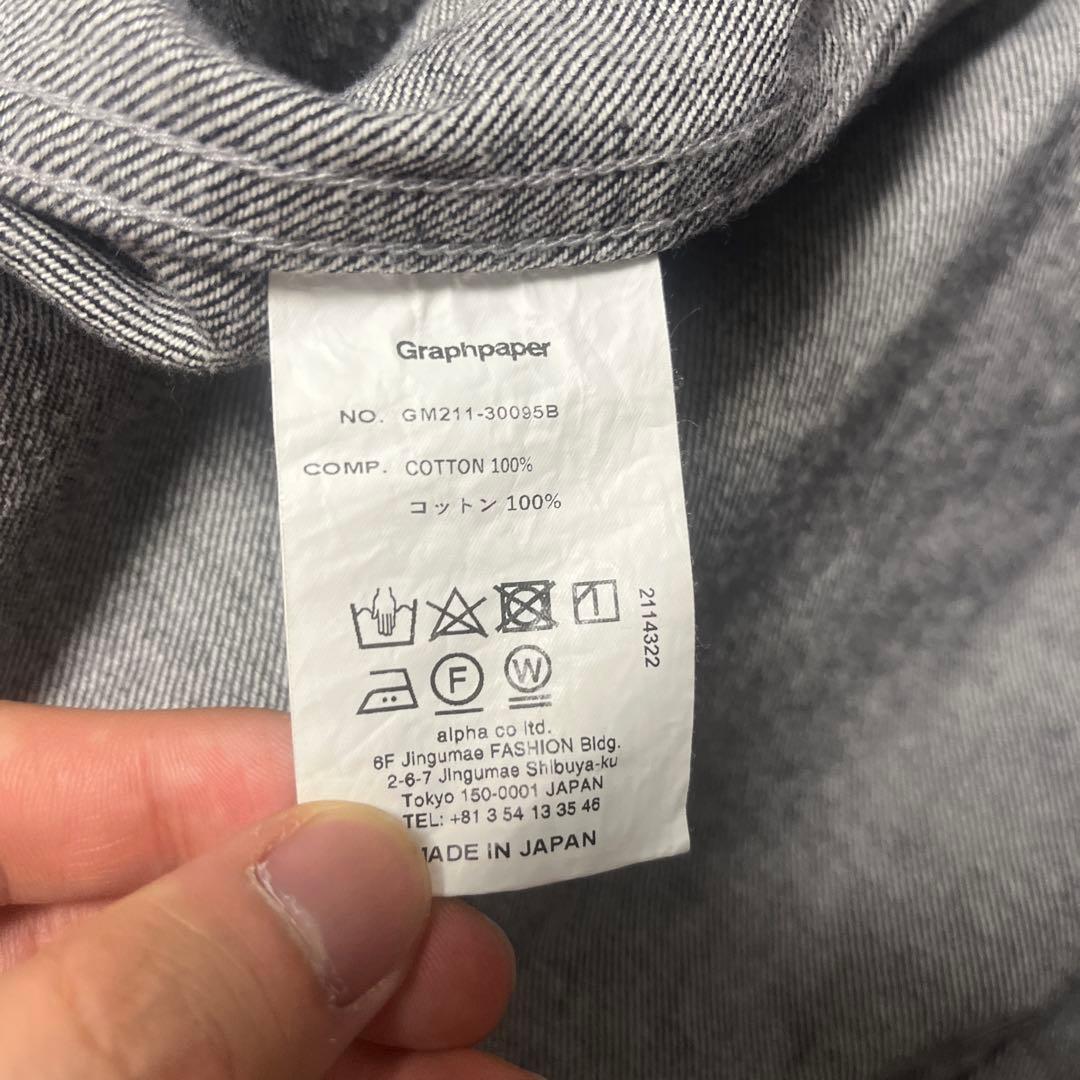 Graphpaper
NO. GM211-30095B
COMP. COTTON 100%
コットン 100%
F W
2114322
alpha co ltd.
6F Jingumae FASHION Bldg.
2-6-7 Jingumae Shibuya-ku
Tokyo 150-0001 JAPAN
TEL: +81 3 54 13 35 46
MADE IN JAPAN